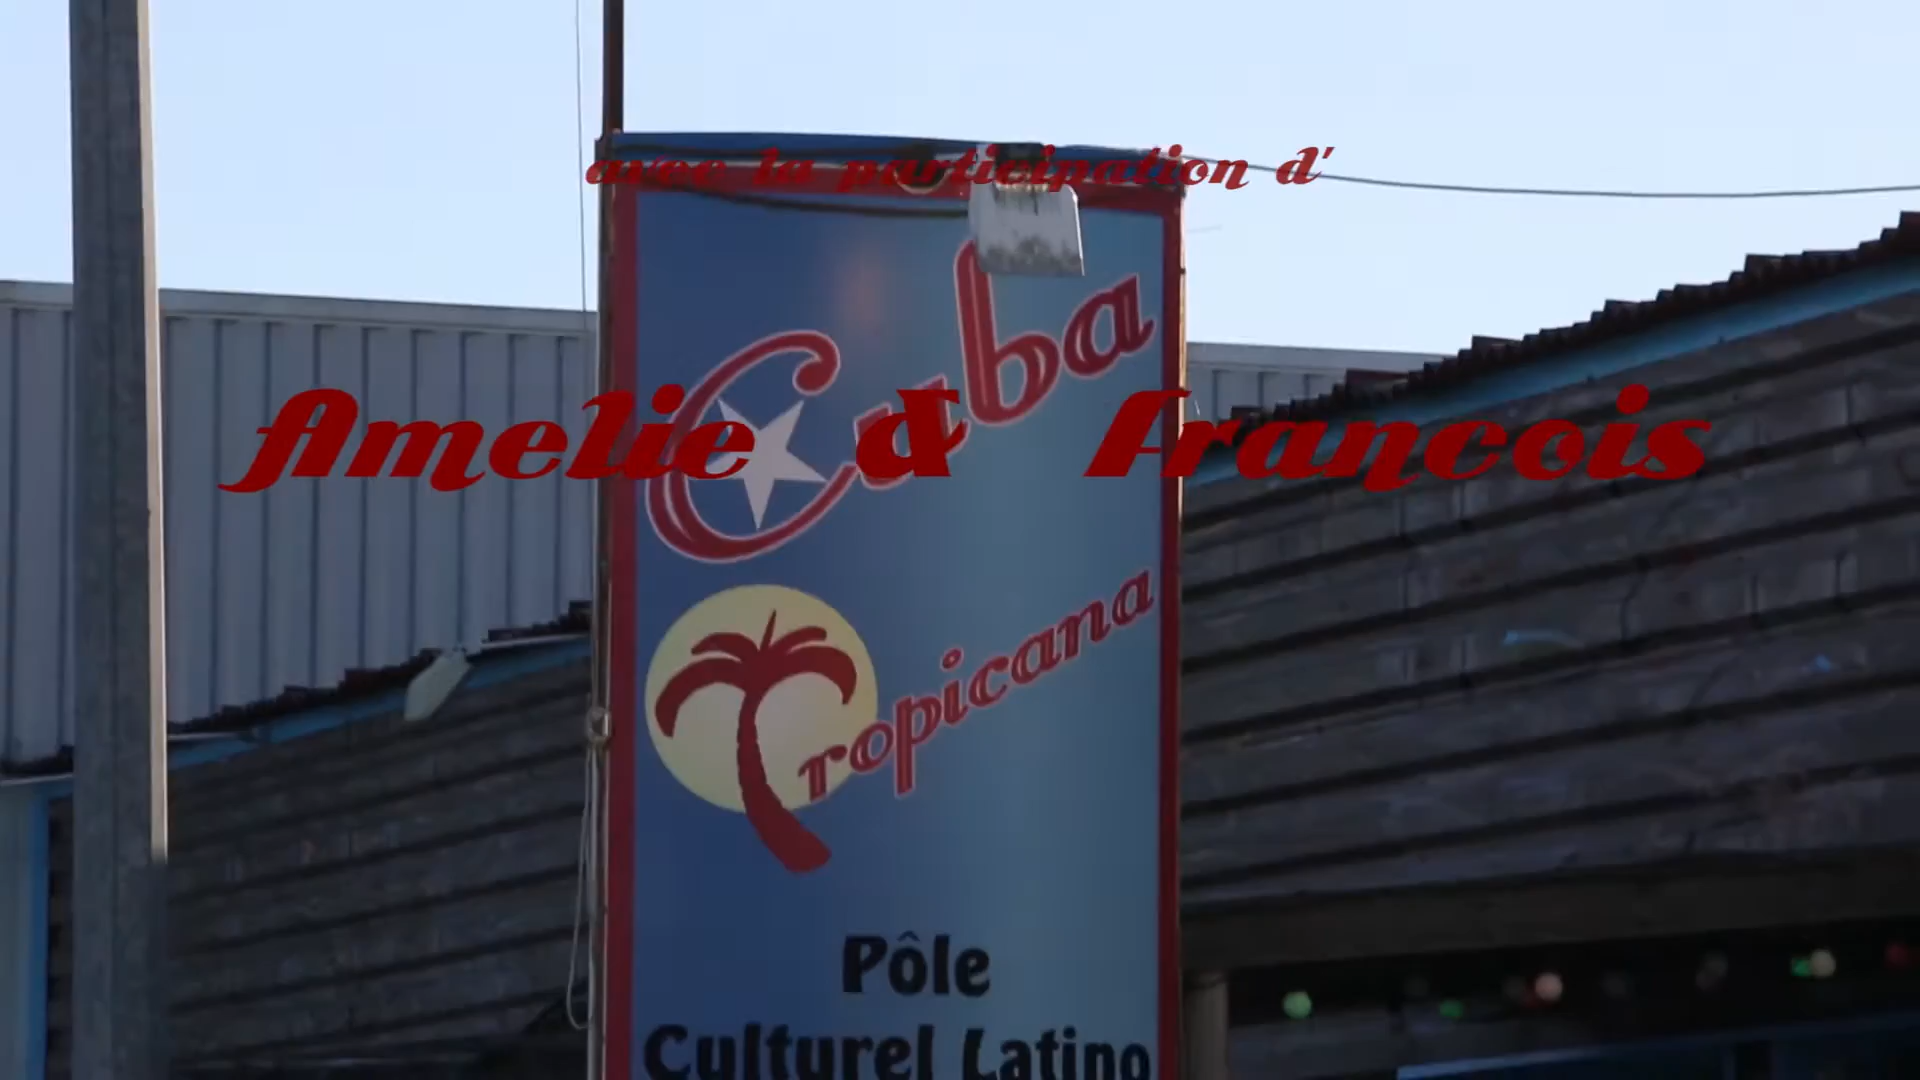 avec la participation d'
Cuba
Amelie & Francois
Tropicana
Pôle
Culturel Latino